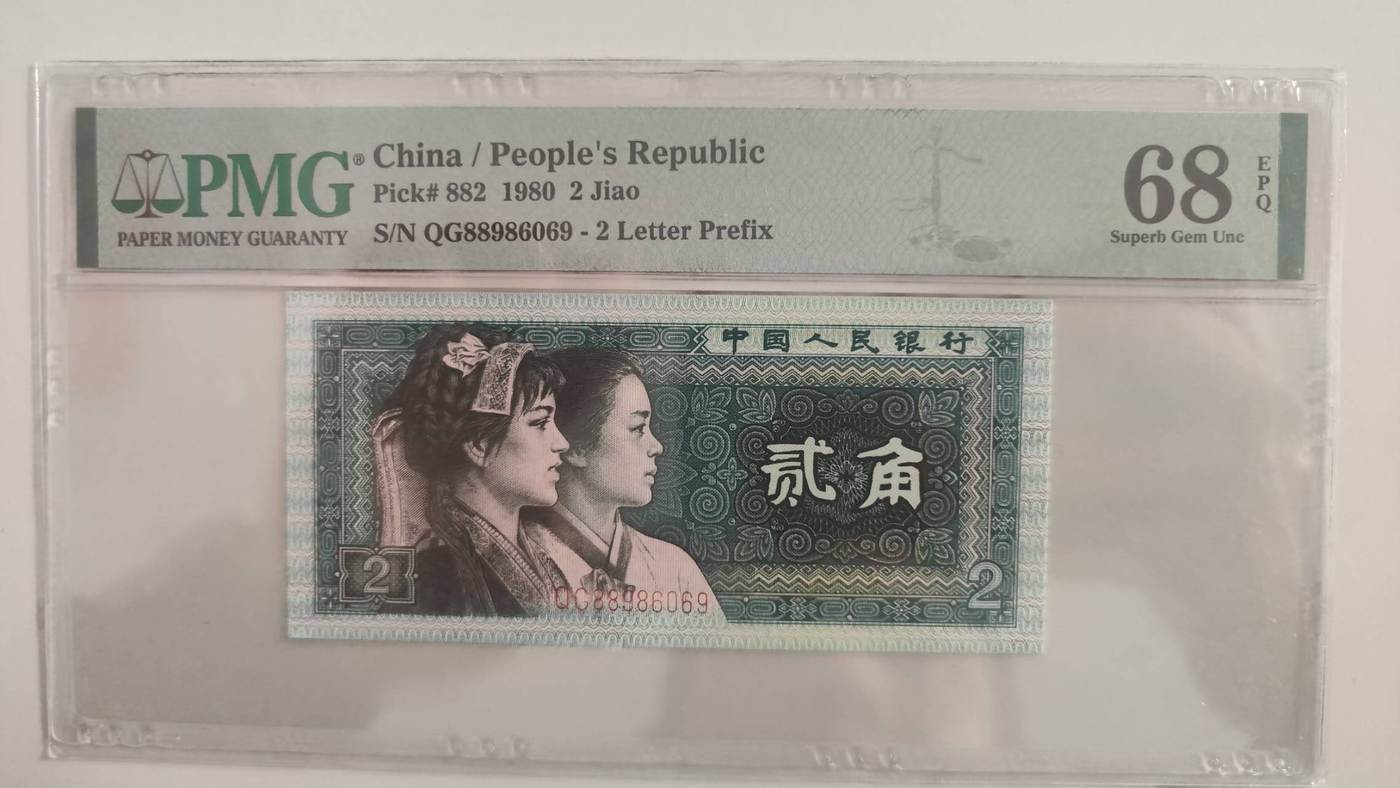 PMG®
PAPER MONEY GUARANTY
China / People's Republic
Pick# 882 1980 2 Jiao
S/N QG88986069 - 2 Letter Prefix
68
EPQ
Superb Gem Unc
中国人民银行
贰角
2
QG88986069
2